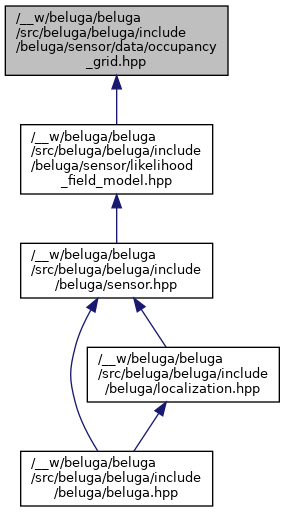 /__w/beluga/beluga
/src/beluga/beluga/include
/beluga/sensor/data/occupancy
_grid.hpp
/__w/beluga/beluga
/src/beluga/beluga/include
/beluga/sensor/likelihood
_field_model.hpp
/__w/beluga/beluga
/src/beluga/beluga/include
/beluga/sensor.hpp
/__w/beluga/beluga
/src/beluga/beluga/include
/beluga/localization.hpp
/__w/beluga/beluga
/src/beluga/beluga/include
/beluga/beluga.hpp